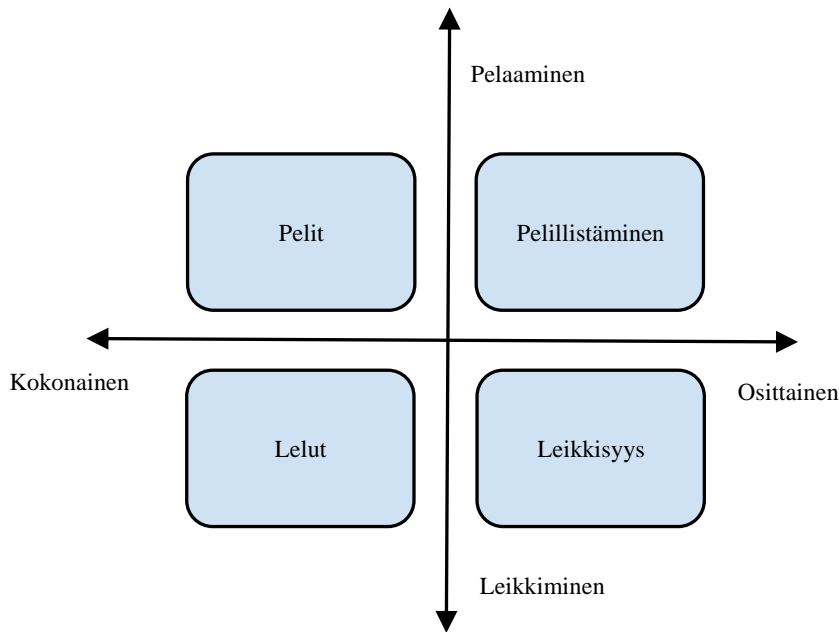 Pelaaminen
Pelit
Pelillistäminen
Kokonainen
Osittainen
Lelut
Leikkisyys
Leikkiminen